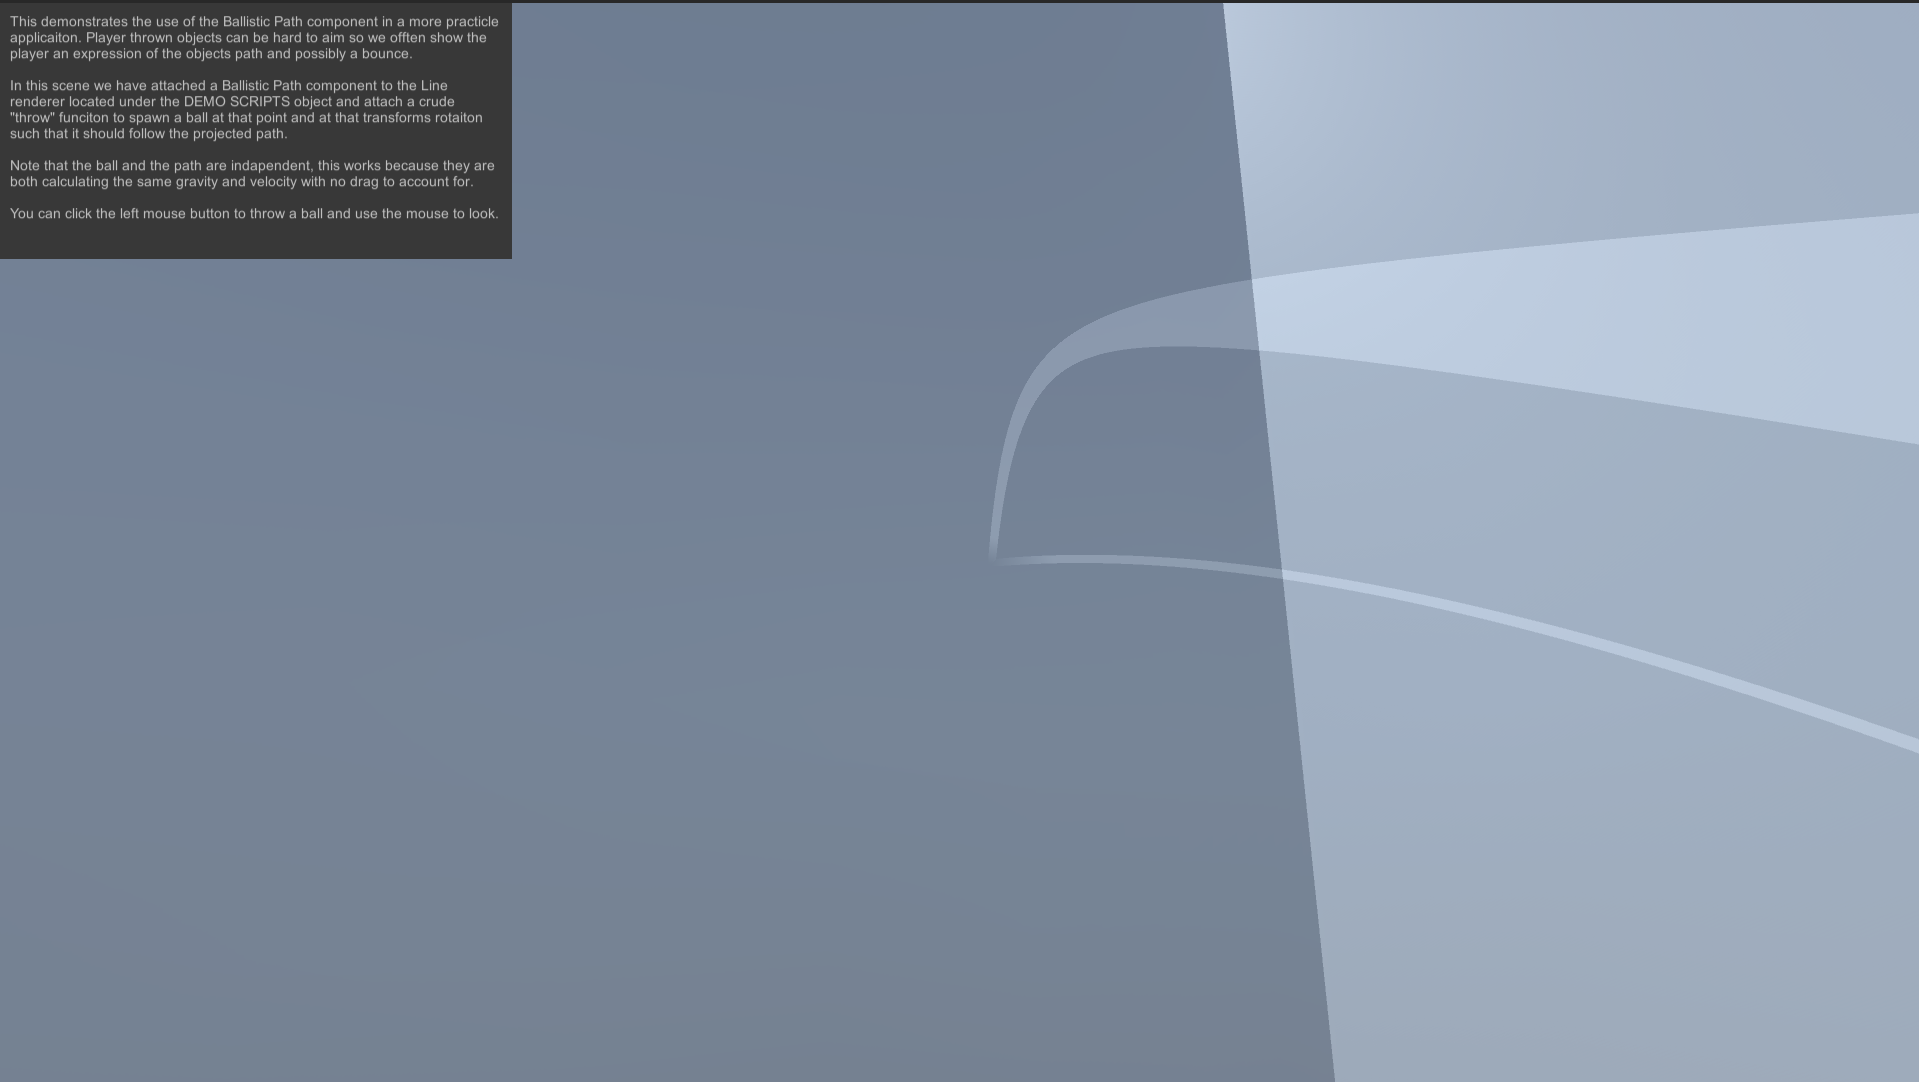 This demonstrates the use of the Ballistic Path component in a more practicle
applicaiton. Player thrown objects can be hard to aim so we offten show the
player an expression of the objects path and possibly a bounce.
In this scene we have attached a Ballistic Path component to the Line
renderer located under the DEMO SCRIPTS object and attach a crude
"throw" funciton to spawn a ball at that point and at that transforms rotaiton
such that it should follow the projected path.
Note that the ball and the path are indapendent, this works because they are
both calculating the same gravity and velocity with no drag to account for.
You can click the left mouse button to throw a ball and use the mouse to look.